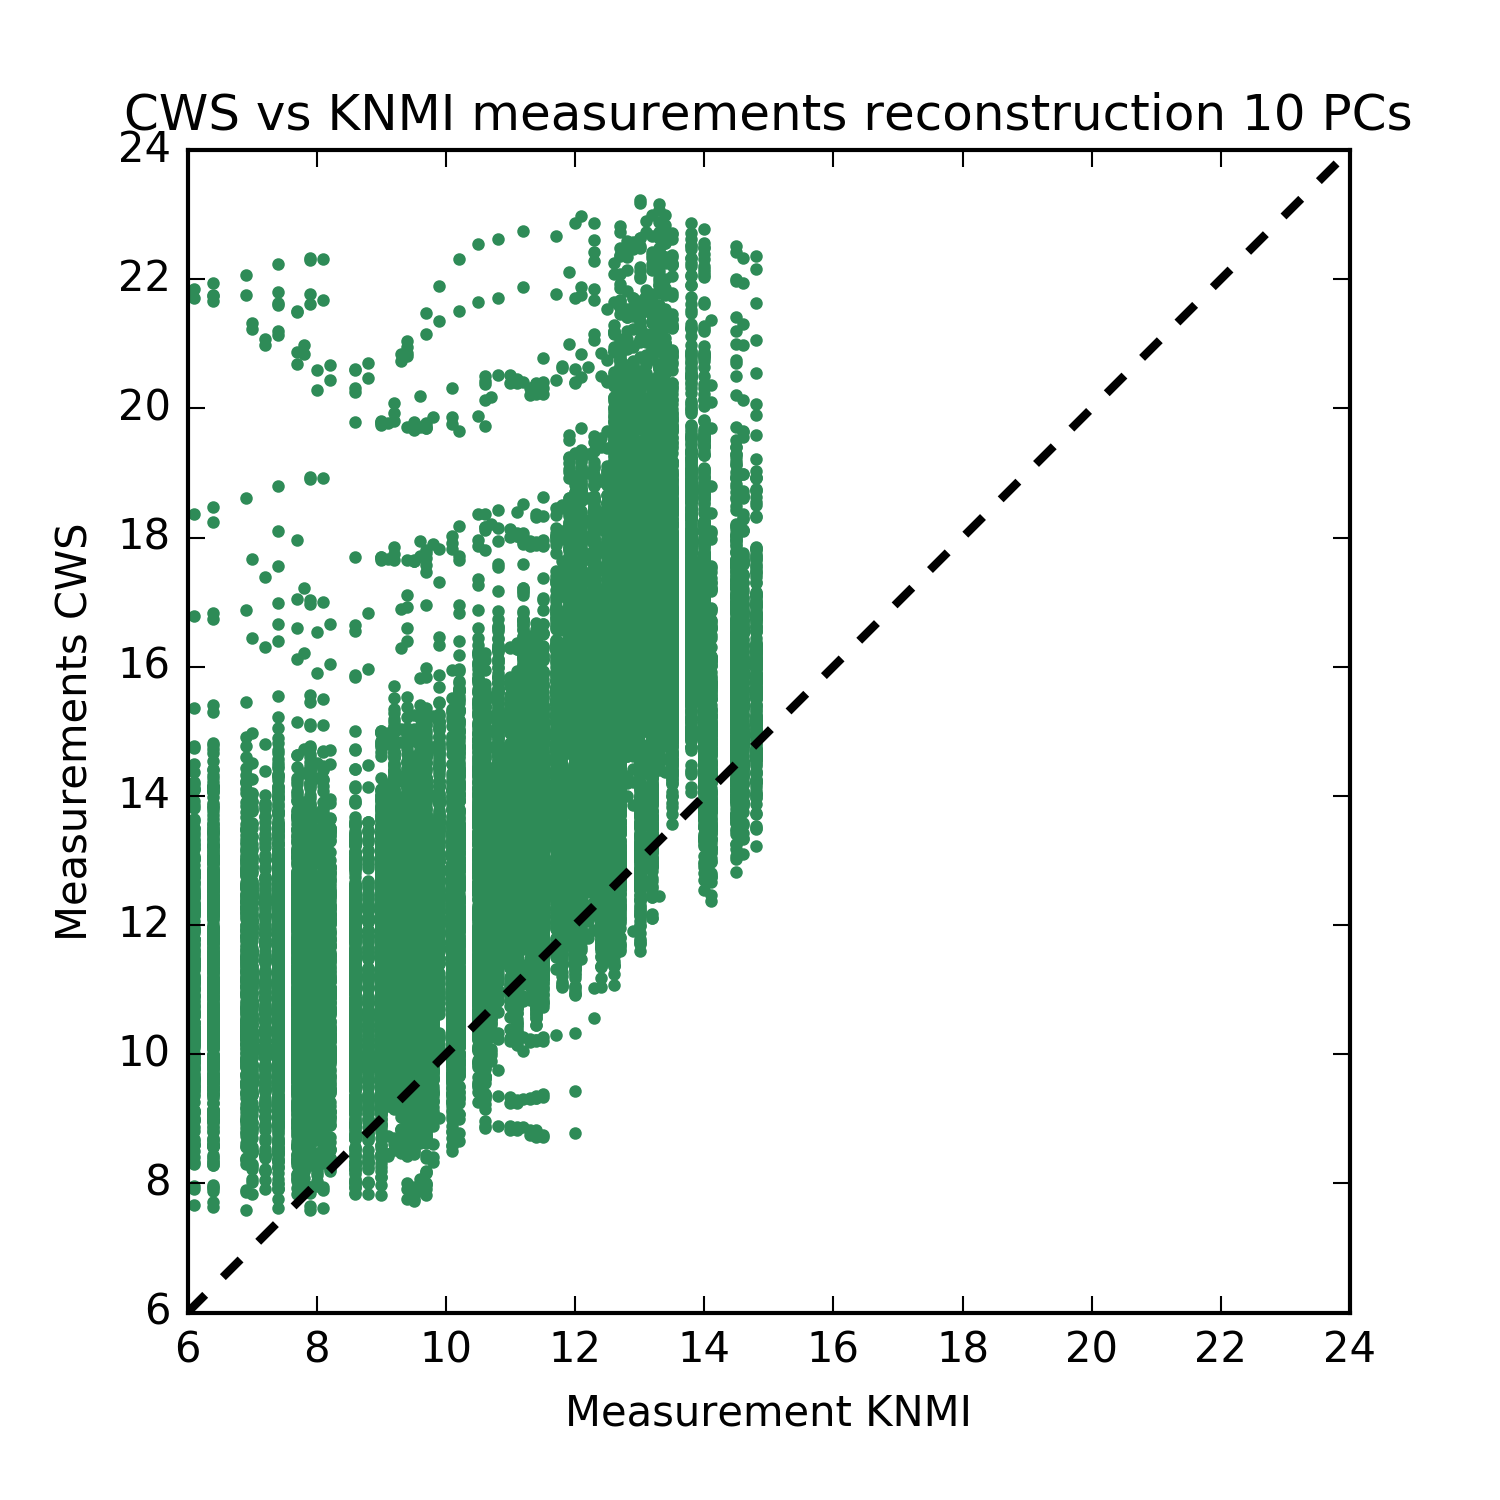 CWS vs KNMI measurements reconstruction 10 PCs
24
22
20
18
16
14
12
10
8
6
Measurements CWS
6 8 10 12 14 16 18 20 22 24
Measurement KNMI